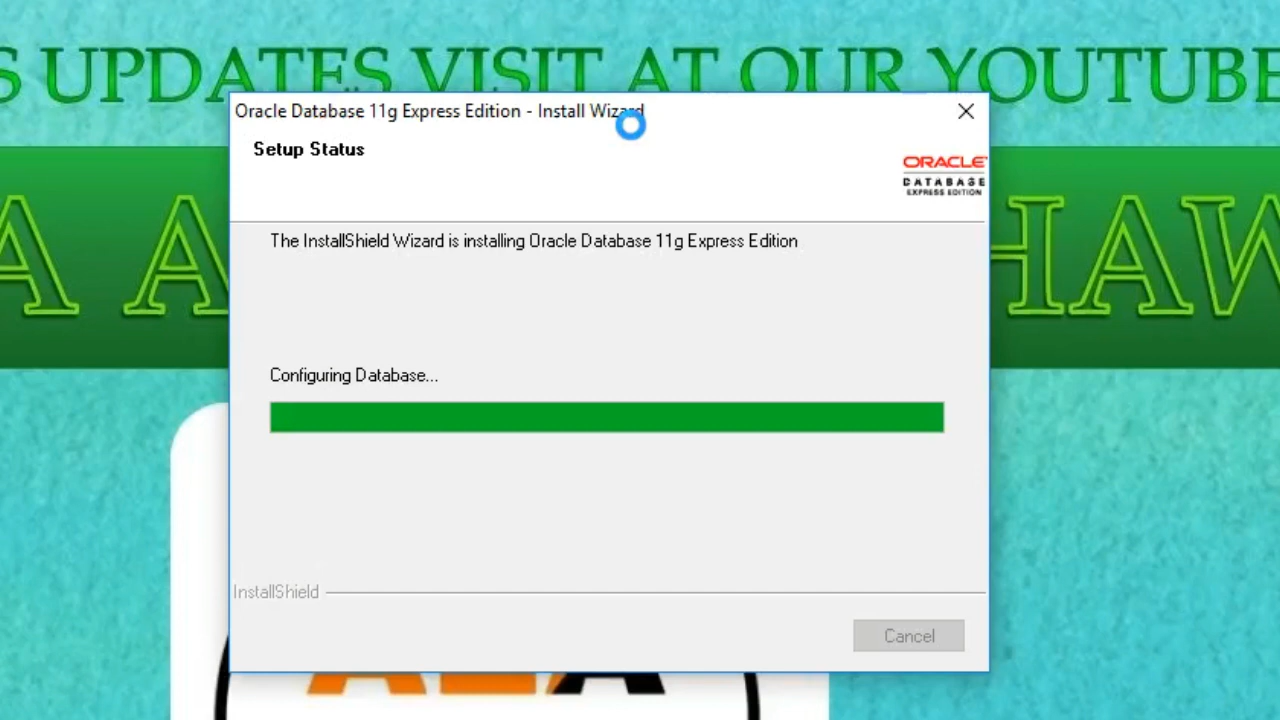 S UPDATES VISIT AT OUR YOUTUBE
Oracle Database 11g Express Edition - Install Wizard
Setup Status
ORACLE
DATABASE
EXPRESS EDITION
A A
HAW
The InstallShield Wizard is installing Oracle Database 11g Express Edition
Configuring Database...
InstallShield
Cancel